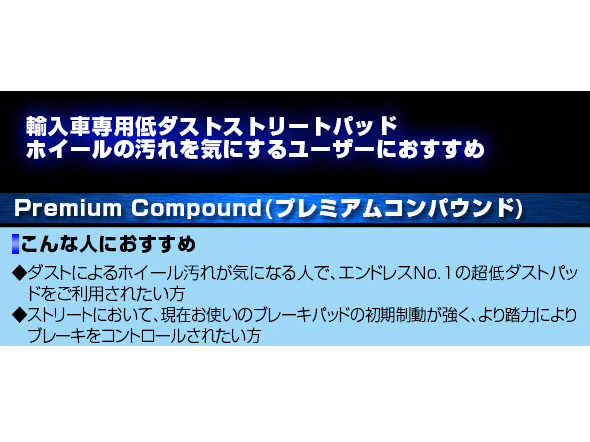 輸入車専用低ダストストリートパッド
ホイールの汚れを気にするユーザーにおすすめ
Premium Compound(プレミアムコンパウンド)
こんな人におすすめ
◆ダストによるホイール汚れが気になる人で、エンドレスNo.1の超低ダストパッ
ドをご利用されたい方
◆ストリートにおいて、現在お使いのブレーキパッドの初期制動が強く、より踏力により
ブレーキをコントロールされたい方